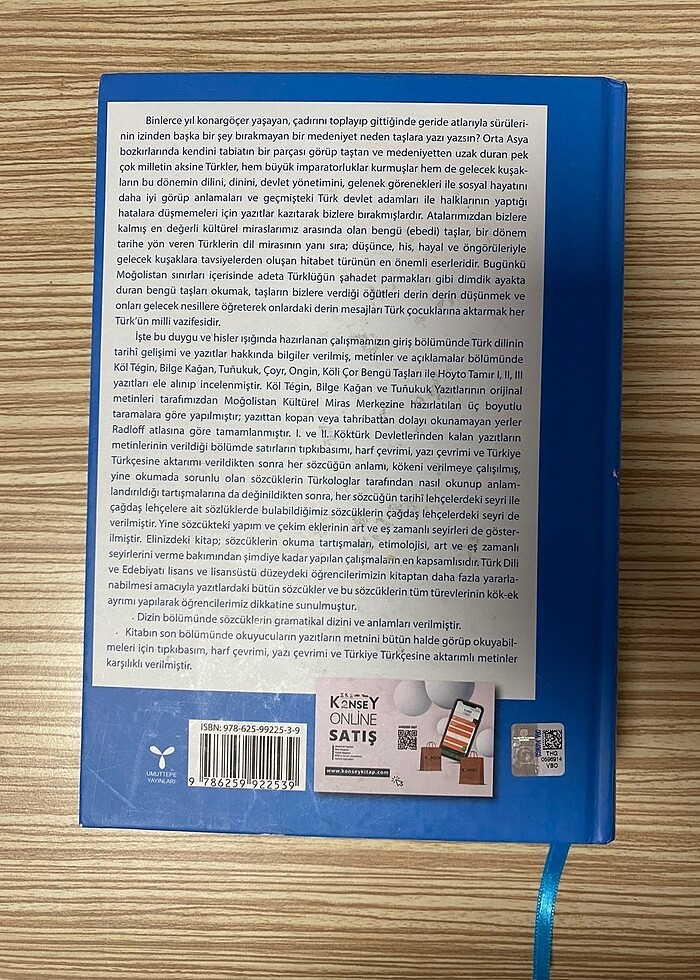 Binlerce yıl konargöçer yaşayan, çadırını toplayıp gittiğinde geride atlarıyla sürüleri-
nin izinden başka bir şey bırakmayan bir medeniyet neden taşlara yazı yazsın? Orta Asya
bozkırlarında kendini tabiatın bir parçası görüp taştan ve medeniyetten uzak duran pek
çok milletin aksine Türkler, hem büyük imparatorluklar kurmuşlar hem de gelecek kuşak-
ların bu dönemin dilini, dinini, devlet yönetimini, gelenek görenekleri ile sosyal hayatını
daha iyi görüp anlamaları ve geçmişteki Türk devlet adamları ile halklarının yaptığı
hatalara düşmemeleri için yazıtlar kazıtarak bizlere bırakmışlardır. Atalarımızdan bizlere
kalmış en değerli kültürel miraslarımız arasında olan bengü (ebedi) taşlar, bir dönem
tarihe yön veren Türklerin dil mirasının yanı sıra; düşünce, his, hayal ve öngörüleriyle
gelecek kuşaklara tavsiyelerden oluşan hitabet türünün en önemli eserleridir. Bugünkü
Moğolistan sınırları içerisinde adeta Türklüğün şahadet parmakları gibi dimdik ayakta
duran bengü taşları okumak, taşların bizlere verdiği öğütleri derin derin düşünmek ve
onları gelecek nesillere öğreterek onlardaki derin mesajları Türk çocuklarına aktarmak her
Türk'ün milli vazifesidir.
İşte bu duygu ve hisler ışığında hazırlanan çalışmamızın giriş bölümünde Türk dilinin
tarihî gelişimi ve yazıtlar hakkında bilgiler verilmiş, metinler ve açıklamalar bölümünde
Köl Tégin, Bilge Kağan, Tuñukuk, Çoyr, Ongin, Köli Çor Bengü Taşları ile Hoyto Tamır I, II, III
yazıtları ele alınıp incelenmiştir. Köl Tégin, Bilge Kağan ve Tuñukuk Yazıtlarının orijinal
metinleri tarafımızdan Moğolistan Kültürel Miras Merkezine hazırlatılan üç boyutlu
taramalara göre yapılmıştır; yazıttan kopan veya tahribattan dolayı okunamayan yerler
Radloff atlasına göre tamamlanmıştır. I. ve II. Köktürk Devletlerinden kalan yazıtların
metinlerinin verildiği bölümde satırların tıpkıbasımı, harf çevrimi, yazı çevrimi ve Türkiye
Türkçesine aktarımı verildikten sonra her sözcüğün anlamı, kökeni verilmeye çalışılmış,
yine okumada sorunlu olan sözcüklerin Türkologlar tarafından nasıl okunup anlam-
landırıldığı tartışmalarına da değinildikten sonra, her sözcüğün tarihî lehçelerdeki seyri ile
çağdaş lehçelere ait sözlüklerde bulabildiğimiz sözcüklerin çağdaş lehçelerdeki seyri de
verilmiştir. Yine sözcükteki yapım ve çekim eklerinin art ve eş zamanlı seyirleri de göster-
ilmiştir. Elinizdeki kitap; sözcüklerin okuma tartışmaları, etimolojisi, art ve eş zamanlı
seyirlerini verme bakımından şimdiye kadar yapılan çalışmaların en kapsamlısıdır. Türk Dili
ve Edebiyatı lisans ve lisansüstü düzeydeki öğrencilerimizin kitaptan daha fazla yararla-
nabilmesi amacıyla yazıtlardaki bütün sözcükler ve bu sözcüklerin tüm türevlerinin kök-ek
ayrımı yapılarak öğrencilerimiz dikkatine sunulmuştur.
Dizin bölümünde sözcüklerin gramatikal dizini ve anlamları verilmiştir.
Kitabın son bölümünde okuyucuların yazıtların metnini bütün halde görüp okuyabil-
meleri için tıpkıbasım, harf çevrimi, yazı çevrimi ve Türkiye Türkçesine aktarımlı metinler
karşılıklı verilmiştir.
UMUTTEPE
YAYINLARI
ISBN: 978-625-99225-3-9
9 786259 922539
K2NSEY
ONLINE
SATIŞ
www.konseykitap.com
THG
0596914
VBO